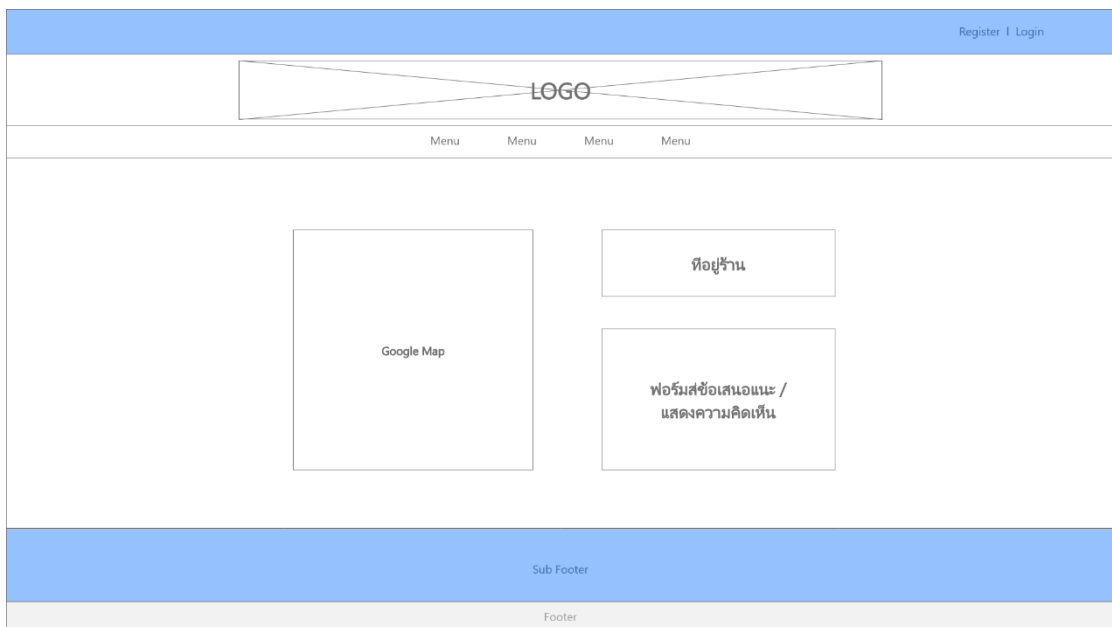 Register | Login
LOGO
Menu Menu Menu Menu
Google Map
ที่อยู่ร้าน
ฟอร์มส่ข้อเสนอแนะ /
แสดงความคิดเห็น
Sub Footer
Footer